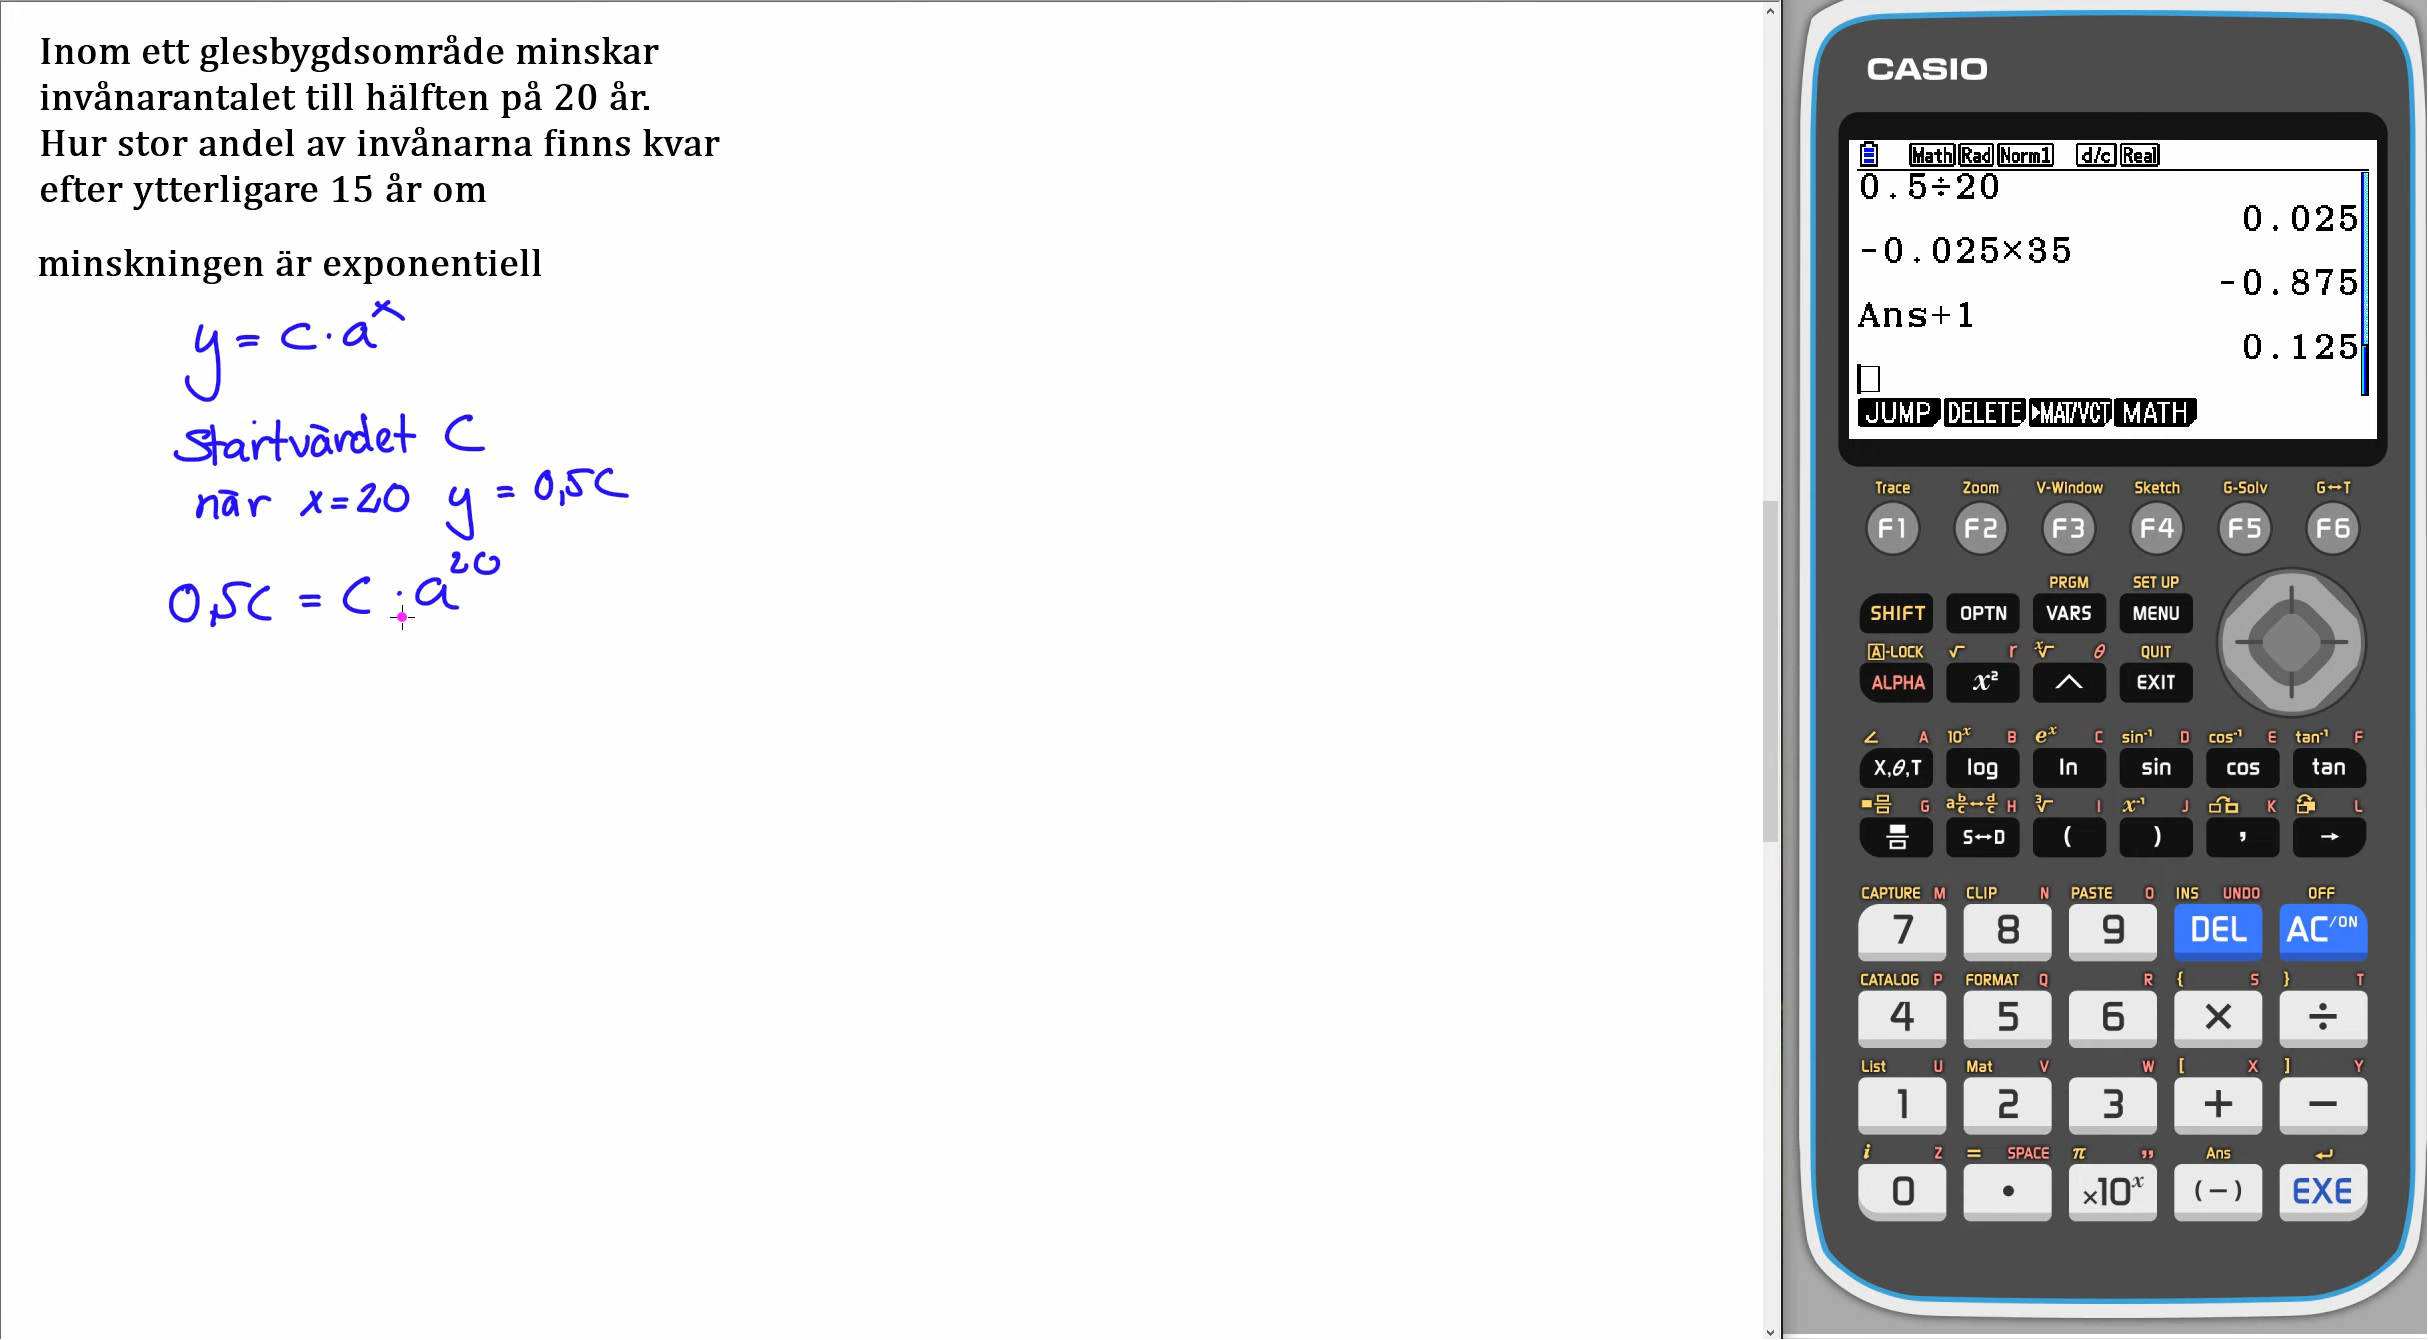 Inom ett glesbygdsområde minskar
invånarantalet till hälften på 20 år.
Hur stor andel av invånarna finns kvar
efter ytterligare 15 år om
minskningen är exponentiell
y = C · a^x
Startvärdet C
när x = 20 y = 0,5C
0,5C = C · a^20
CASIO
Math Rad Norm1 d/c Real
0.5÷20
0.025
-0.025×35
-0.875
Ans+1
0.125
JUMP DELETE ▶MAT/VCT MATH
Trace Zoom V-Window Sketch G-Solv G↔T
F1 F2 F3 F4 F5 F6
PRGM SET UP
SHIFT OPTN VARS MENU
A-LOCK √ r x√ θ QUIT
ALPHA x² ^ EXIT
∠ A 10^x B e^x C sin⁻¹ D cos⁻¹ E tan⁻¹ F
X,θ,T log ln sin cos tan
G a b/c↔d/c H ³√ I x⁻¹ J K L
S↔D ( ) , →
CAPTURE M CLIP N PASTE O INS UNDO OFF
7 8 9 DEL AC/ON
CATALOG P FORMAT Q R { S } T
4 5 6 × ÷
List U Mat V W [ X ] Y
1 2 3 + −
i Z = SPACE π " Ans ↵
0 • ×10^x (−) EXE